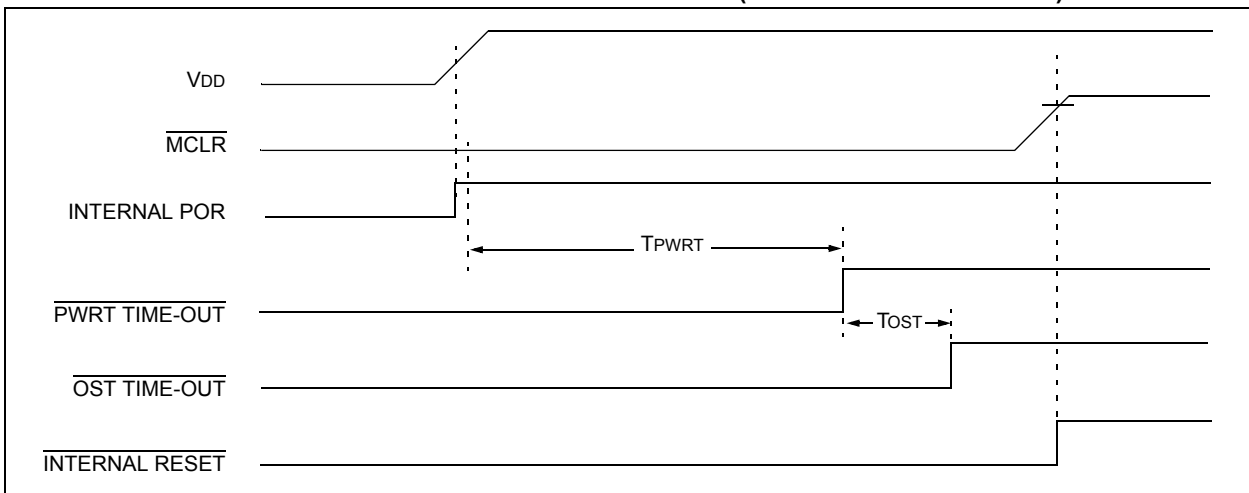 VDD
MCLR
INTERNAL POR
TPWRT
PWRT TIME-OUT
TOST
OST TIME-OUT
INTERNAL RESET